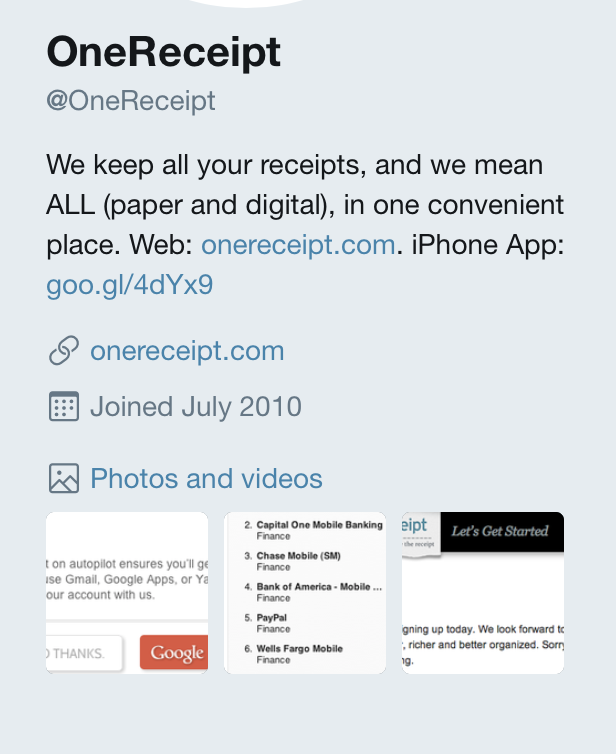 OneReceipt
@OneReceipt
We keep all your receipts, and we mean
ALL (paper and digital), in one convenient
place. Web: onereceipt.com. iPhone App:
goo.gl/4dYx9
onereceipt.com
Joined July 2010
Photos and videos
t on autopilot ensures you'll ge
use Gmail, Google Apps, or Ya
our account with us.
O THANKS.
Google
2. Capital One Mobile Banking
Finance
3. Chase Mobile (SM)
Finance
4. Bank of America - Mobile ...
Finance
5. PayPal
Finance
6. Wells Fargo Mobile
Finance
eipt
the receipt
Let's Get Started
gning up today. We look forward to
r, richer and better organized. Sorry
ng.